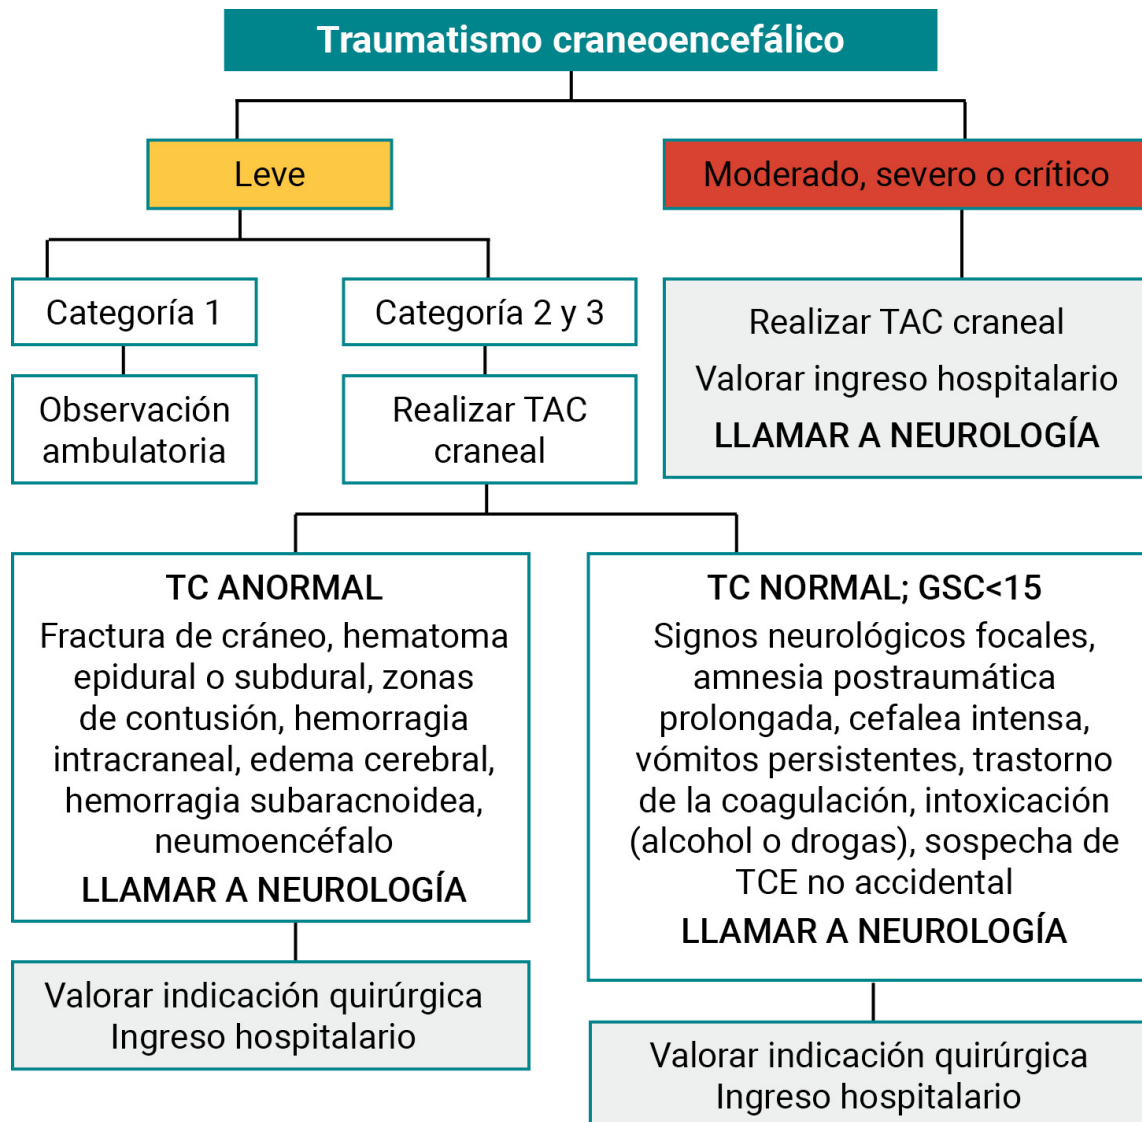 Traumatismo craneoencefálico
Leve
Moderado, severo o crítico
Categoría 1
Categoría 2 y 3
Realizar TAC craneal
Valorar ingreso hospitalario
LLAMAR A NEUROLOGÍA
Observación
ambulatoria
Realizar TAC
craneal
TC ANORMAL
Fractura de cráneo, hematoma
epidural o subdural, zonas
de contusión, hemorragia
intracraneal, edema cerebral,
hemorragia subaracnoidea,
neumoencéfalo
LLAMAR A NEUROLOGÍA
TC NORMAL; GSC<15
Signos neurológicos focales,
amnesia postraumática
prolongada, cefalea intensa,
vómitos persistentes, trastorno
de la coagulación, intoxicación
(alcohol o drogas), sospecha de
TCE no accidental
LLAMAR A NEUROLOGÍA
Valorar indicación quirúrgica
Ingreso hospitalario
Valorar indicación quirúrgica
Ingreso hospitalario